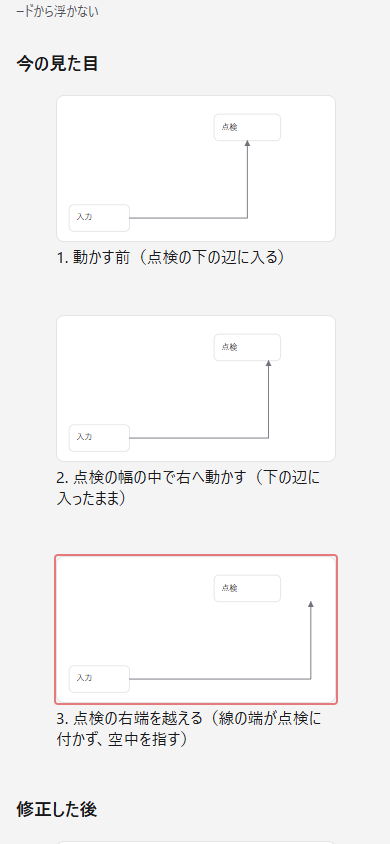 ードから浮かない
今の見た目
点検
入力
1. 動かす前（点検の下の辺に入る）
点検
入力
2. 点検の幅の中で右へ動かす（下の辺に
入ったまま）
点検
入力
3. 点検の右端を越える（線の端が点検に
付かず、空中を指す）
修正した後